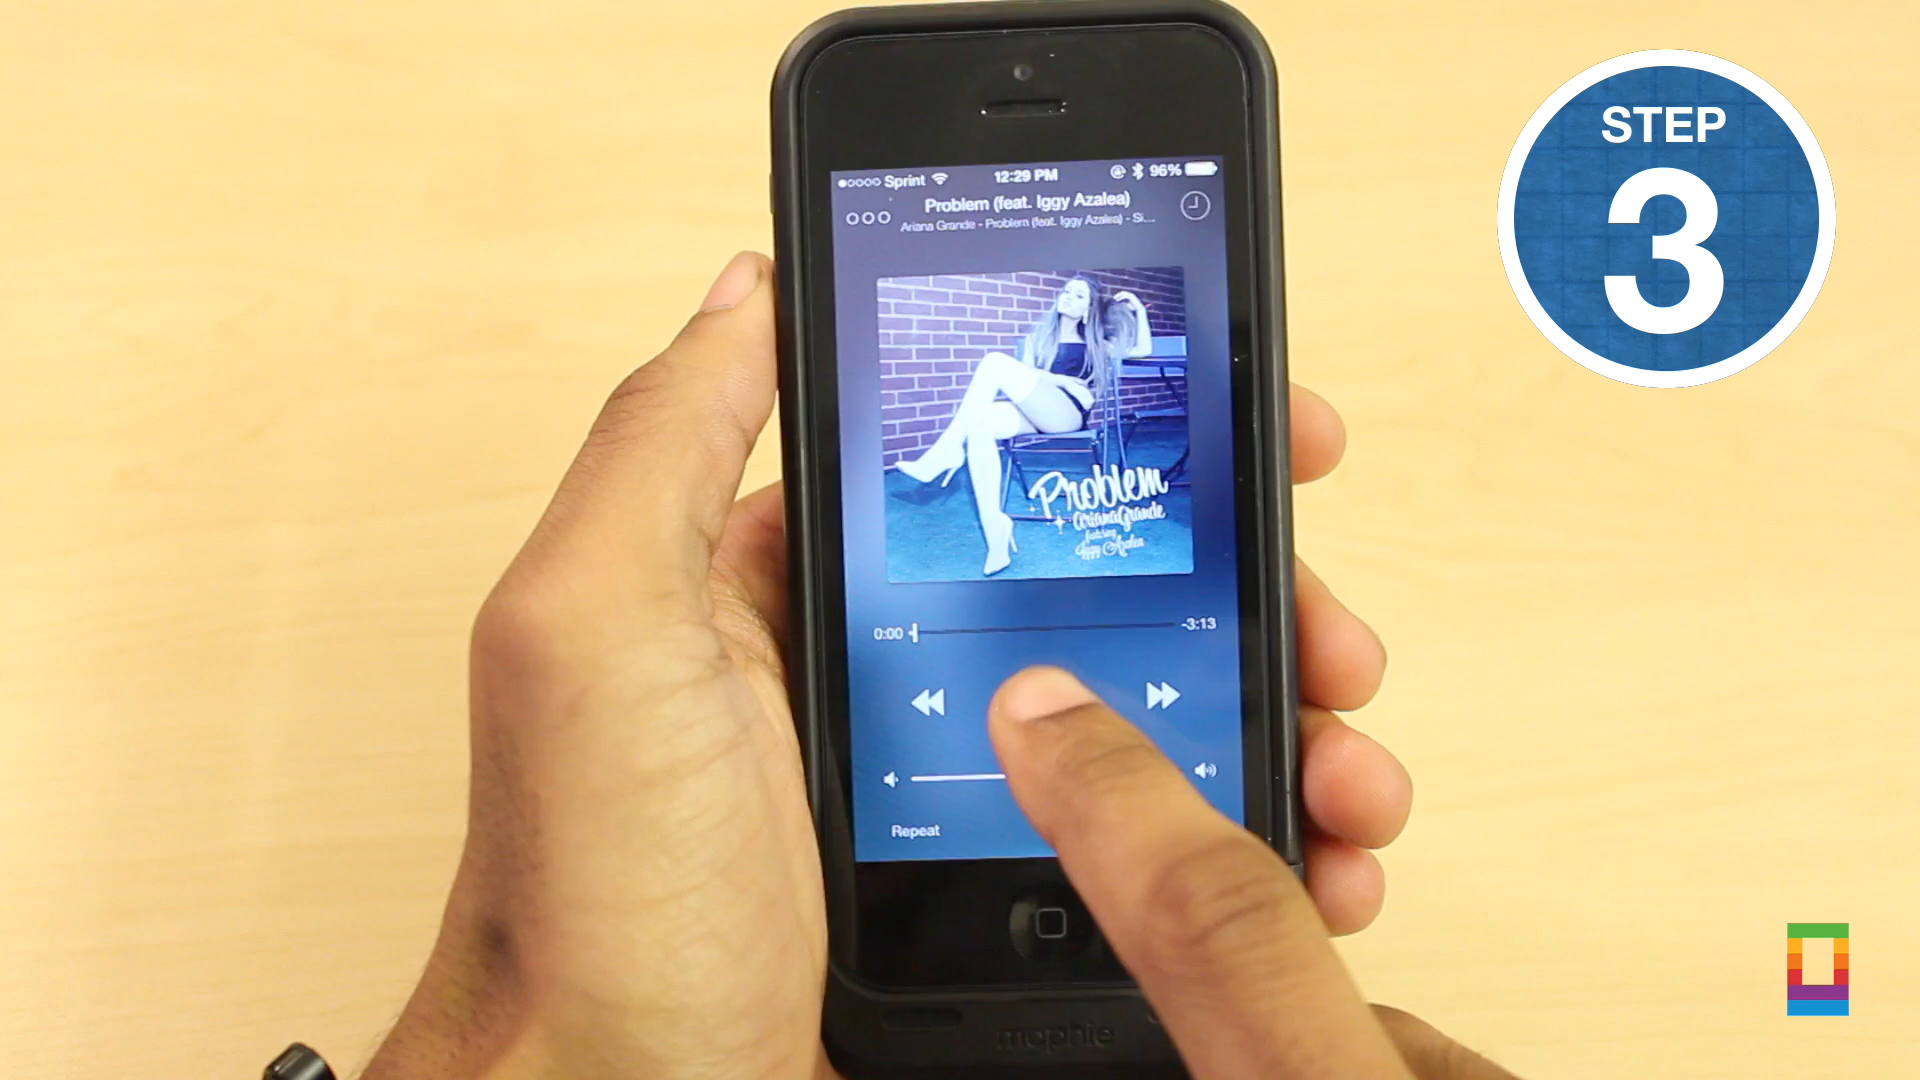 STEP
3
Sprint 12:29 PM 96%
Problem (feat. Iggy Azalea)
Ariana Grande - Problem (feat. Iggy Azalea) - Si...
Problem
Ariana Grande
featuring
Iggy Azalea
0:00 -3:13
Repeat
mophie